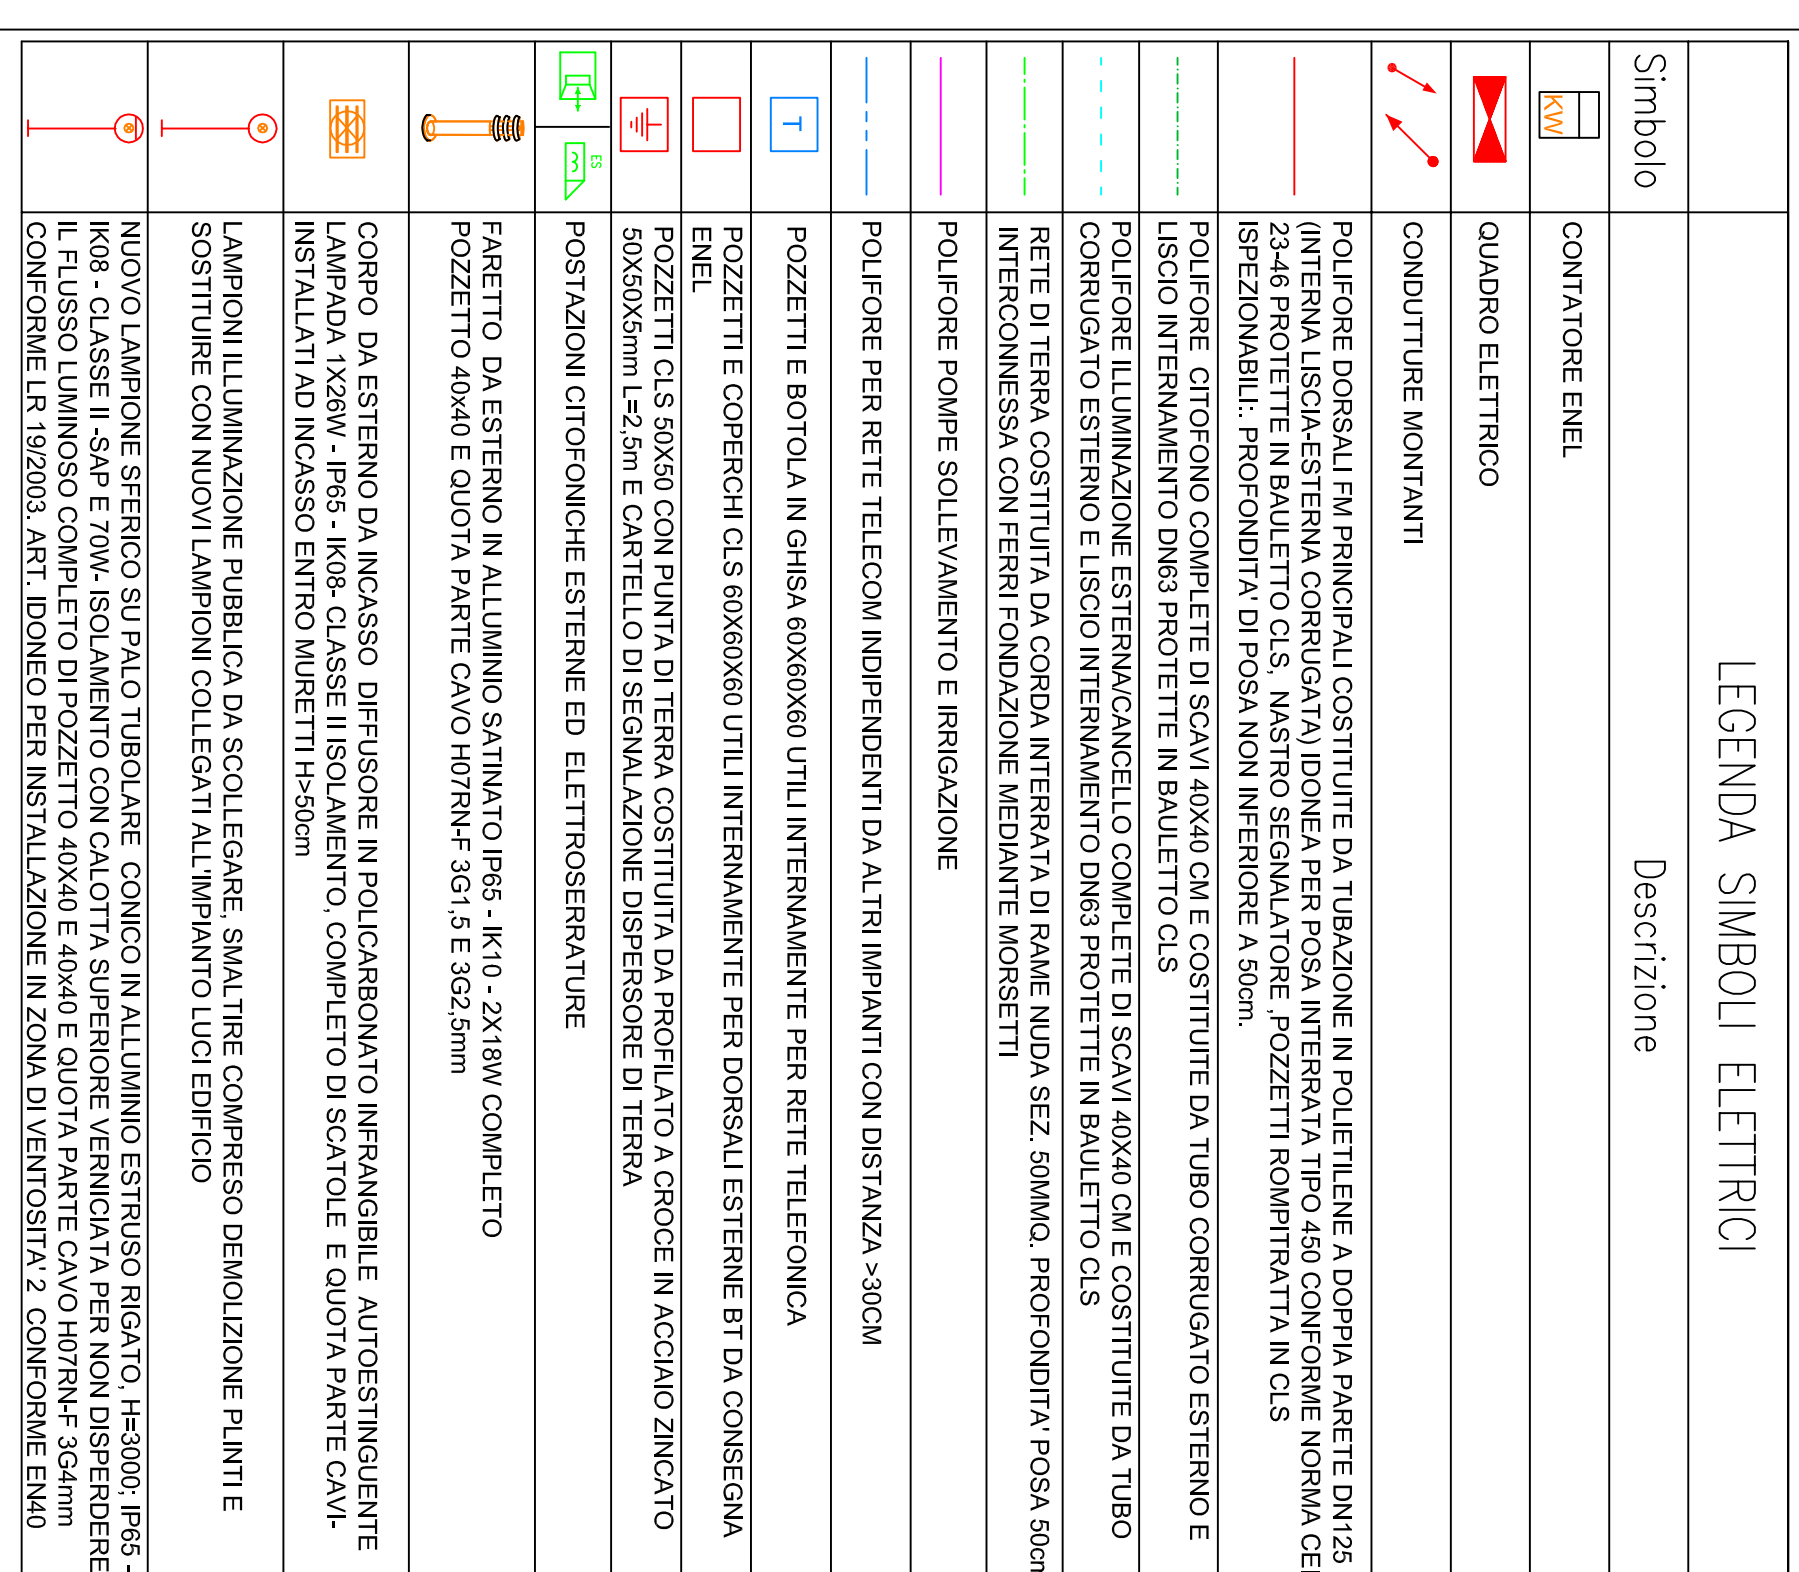 LEGENDA SIMBOLI ELETTRICI
Simbolo
Descrizione
KW
CONTATORE ENEL
QUADRO ELETTRICO
CONDUTTURE MONTANTI
POLIFORE DORSALI FM PRINCIPALI COSTITUITE DA TUBAZIONE IN POLIETILENE A DOPPIA PARETE DN125
(INTERNA LISCIA-ESTERNA CORRUGATA) IDONEA PER POSA INTERRATA TIPO 450 CONFORME NORMA CEI
23-46 PROTETTE IN BAULETTO CLS, NASTRO SEGNALATORE ,POZZETTI ROMPITRATTA IN CLS
ISPEZIONABILI:. PROFONDITA' DI POSA NON INFERIORE A 50cm.
POLIFORE CITOFONO COMPLETE DI SCAVI 40X40 CM E COSTITUITE DA TUBO CORRUGATO ESTERNO E
LISCIO INTERNAMENTO DN63 PROTETTE IN BAULETTO CLS
POLIFORE ILLUMINAZIONE ESTERNA/CANCELLO COMPLETE DI SCAVI 40X40 CM E COSTITUITE DA TUBO
CORRUGATO ESTERNO E LISCIO INTERNAMENTO DN63 PROTETTE IN BAULETTO CLS
RETE DI TERRA COSTITUITA DA CORDA INTERRATA DI RAME NUDA SEZ. 50MMQ. PROFONDITA' POSA 50cm
INTERCONNESSA CON FERRI FONDAZIONE MEDIANTE MORSETTI
POLIFORE POMPE SOLLEVAMENTO E IRRIGAZIONE
POLIFORE PER RETE TELECOM INDIPENDENTI DA ALTRI IMPIANTI CON DISTANZA >30CM
T
POZZETTI E BOTOLA IN GHISA 60X60X60 UTILI INTERNAMENTE PER RETE TELEFONICA
POZZETTI E COPERCHI CLS 60X60X60 UTILI INTERNAMENTE PER DORSALI ESTERNE BT DA CONSEGNA
ENEL
POZZETTI CLS 50X50 CON PUNTA DI TERRA COSTITUITA DA PROFILATO A CROCE IN ACCIAIO ZINCATO
50X50X5mm L=2,5m E CARTELLO DI SEGNALAZIONE DISPERSORE DI TERRA
ES
POSTAZIONI CITOFONICHE ESTERNE ED ELETTROSERRATURE
FARETTO DA ESTERNO IN ALLUMINIO SATINATO IP65 - IK10 - 2X18W COMPLETO
POZZETTO 40x40 E QUOTA PARTE CAVO H07RN-F 3G1,5 E 3G2,5mm
CORPO DA ESTERNO DA INCASSO DIFFUSORE IN POLICARBONATO INFRANGIBILE AUTOESTINGUENTE
LAMPADA 1X26W - IP65 - IK08- CLASSE II ISOLAMENTO, COMPLETO DI SCATOLE E QUOTA PARTE CAVI-
INSTALLATI AD INCASSO ENTRO MURETTI H>50cm
LAMPIONI ILLUMINAZIONE PUBBLICA DA SCOLLEGARE, SMALTIRE COMPRESO DEMOLIZIONE PLINTI E
SOSTITUIRE CON NUOVI LAMPIONI COLLEGATI ALL'IMPIANTO LUCI EDIFICIO
NUOVO LAMPIONE SFERICO SU PALO TUBOLARE CONICO IN ALLUMINIO ESTRUSO RIGATO, H=3000; IP65 -
IK08 - CLASSE II -SAP E 70W- ISOLAMENTO CON CALOTTA SUPERIORE VERNICIATA PER NON DISPERDERE
IL FLUSSO LUMINOSO COMPLETO DI POZZETTO 40X40 E 40x40 E QUOTA PARTE CAVO H07RN-F 3G4mm
CONFORME LR 19/2003. ART. IDONEO PER INSTALLAZIONE IN ZONA DI VENTOSITA' 2 CONFORME EN40